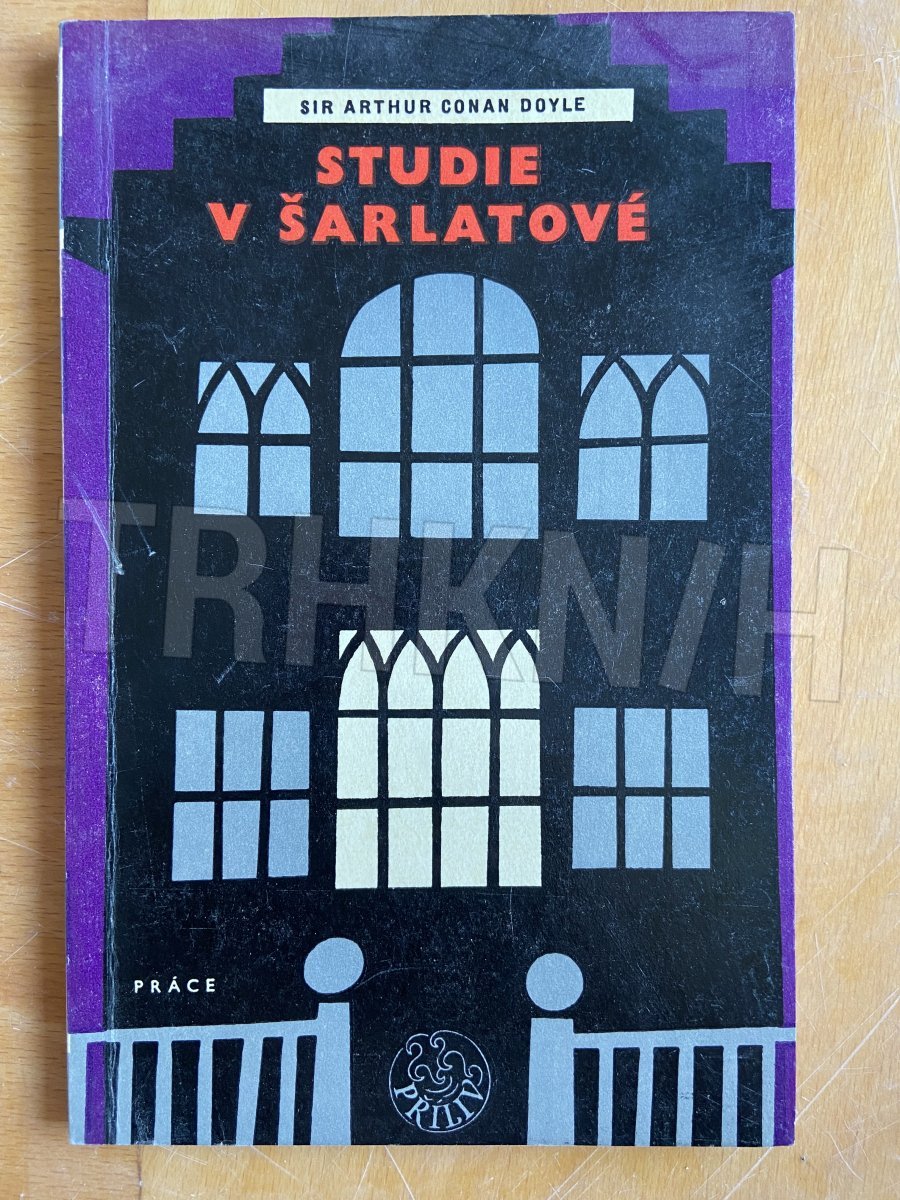 SIR ARTHUR CONAN DOYLE
STUDIE
V ŠARLATOVÉ
TRHKNIH
PRÁCE
PŘÍLIV